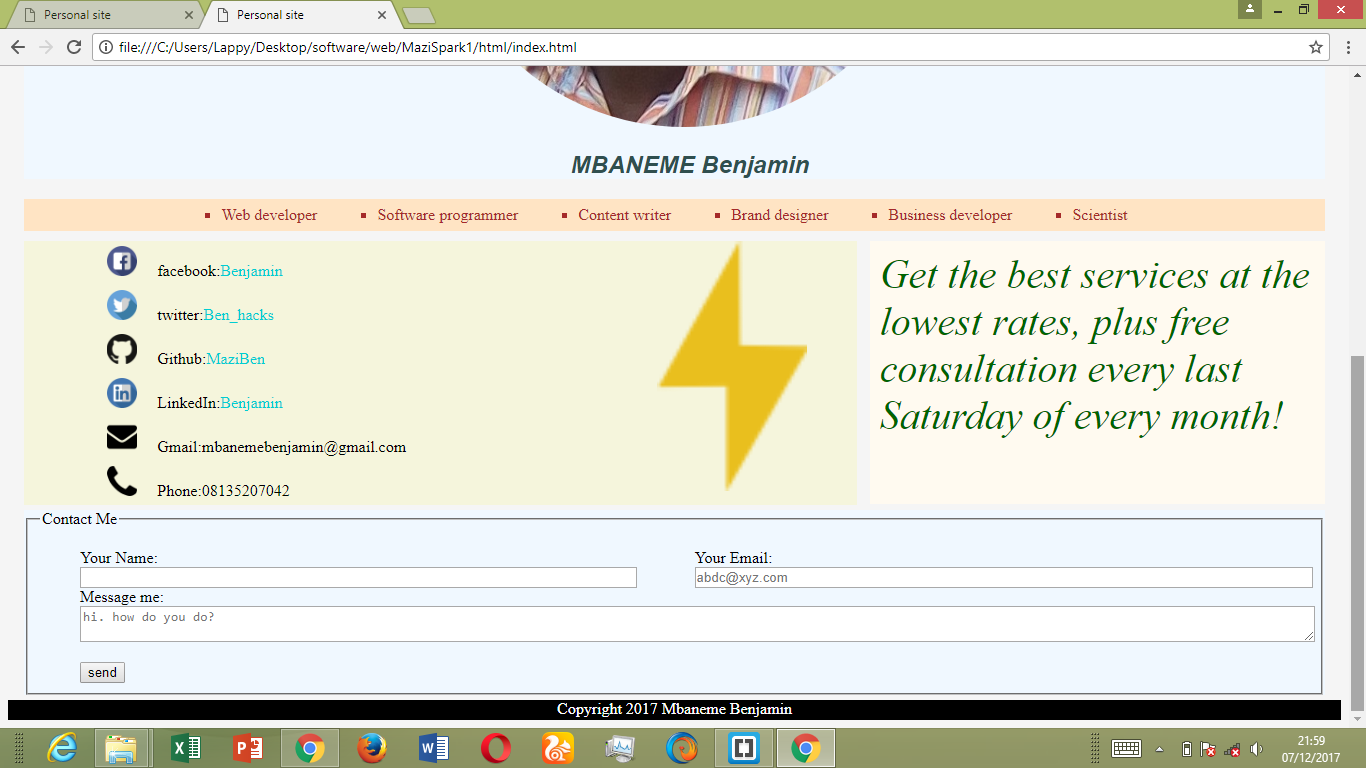 Personal site
Personal site
file:///C:/Users/Lappy/Desktop/software/web/MaziSpark1/html/index.html
MBANEME Benjamin
Web developer Software programmer Content writer Brand designer Business developer Scientist
facebook:Benjamin
twitter:Ben_hacks
Github:MaziBen
LinkedIn:Benjamin
Gmail:mbanemebenjamin@gmail.com
Phone:08135207042
Get the best services at the
lowest rates, plus free
consultation every last
Saturday of every month!
Contact Me
Your Name: Your Email:
abdc@xyz.com
Message me:
hi. how do you do?
send
Copyright 2017 Mbaneme Benjamin
21:59
07/12/2017